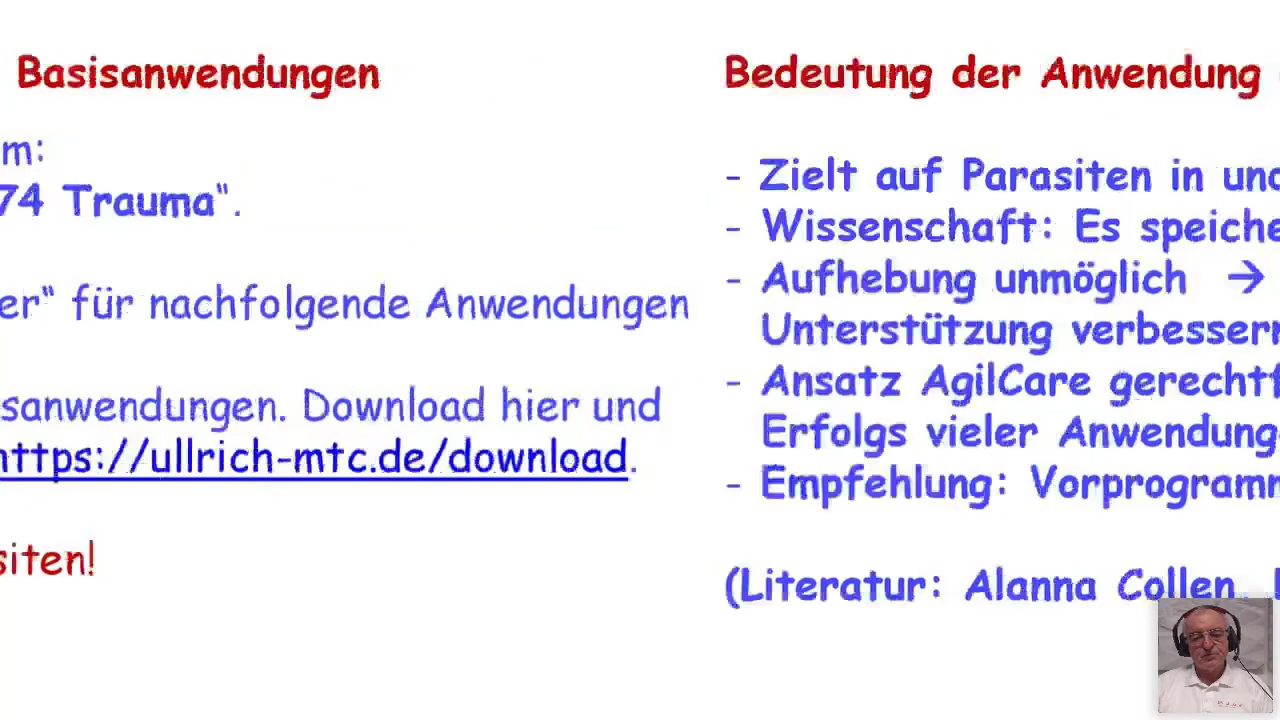 Basisanwendungen
m:
74 Trauma“.
er“ für nachfolgende Anwendungen
sanwendungen. Download hier und
https://ullrich-mtc.de/download.
siten!
Bedeutung der Anwendung
- Zielt auf Parasiten in und
- Wissenschaft: Es speiche
- Aufhebung unmöglich →
Unterstützung verbessern
- Ansatz AgilCare gerechtf
Erfolgs vieler Anwendung
- Empfehlung: Vorprogramm
(Literatur: Alanna Collen,